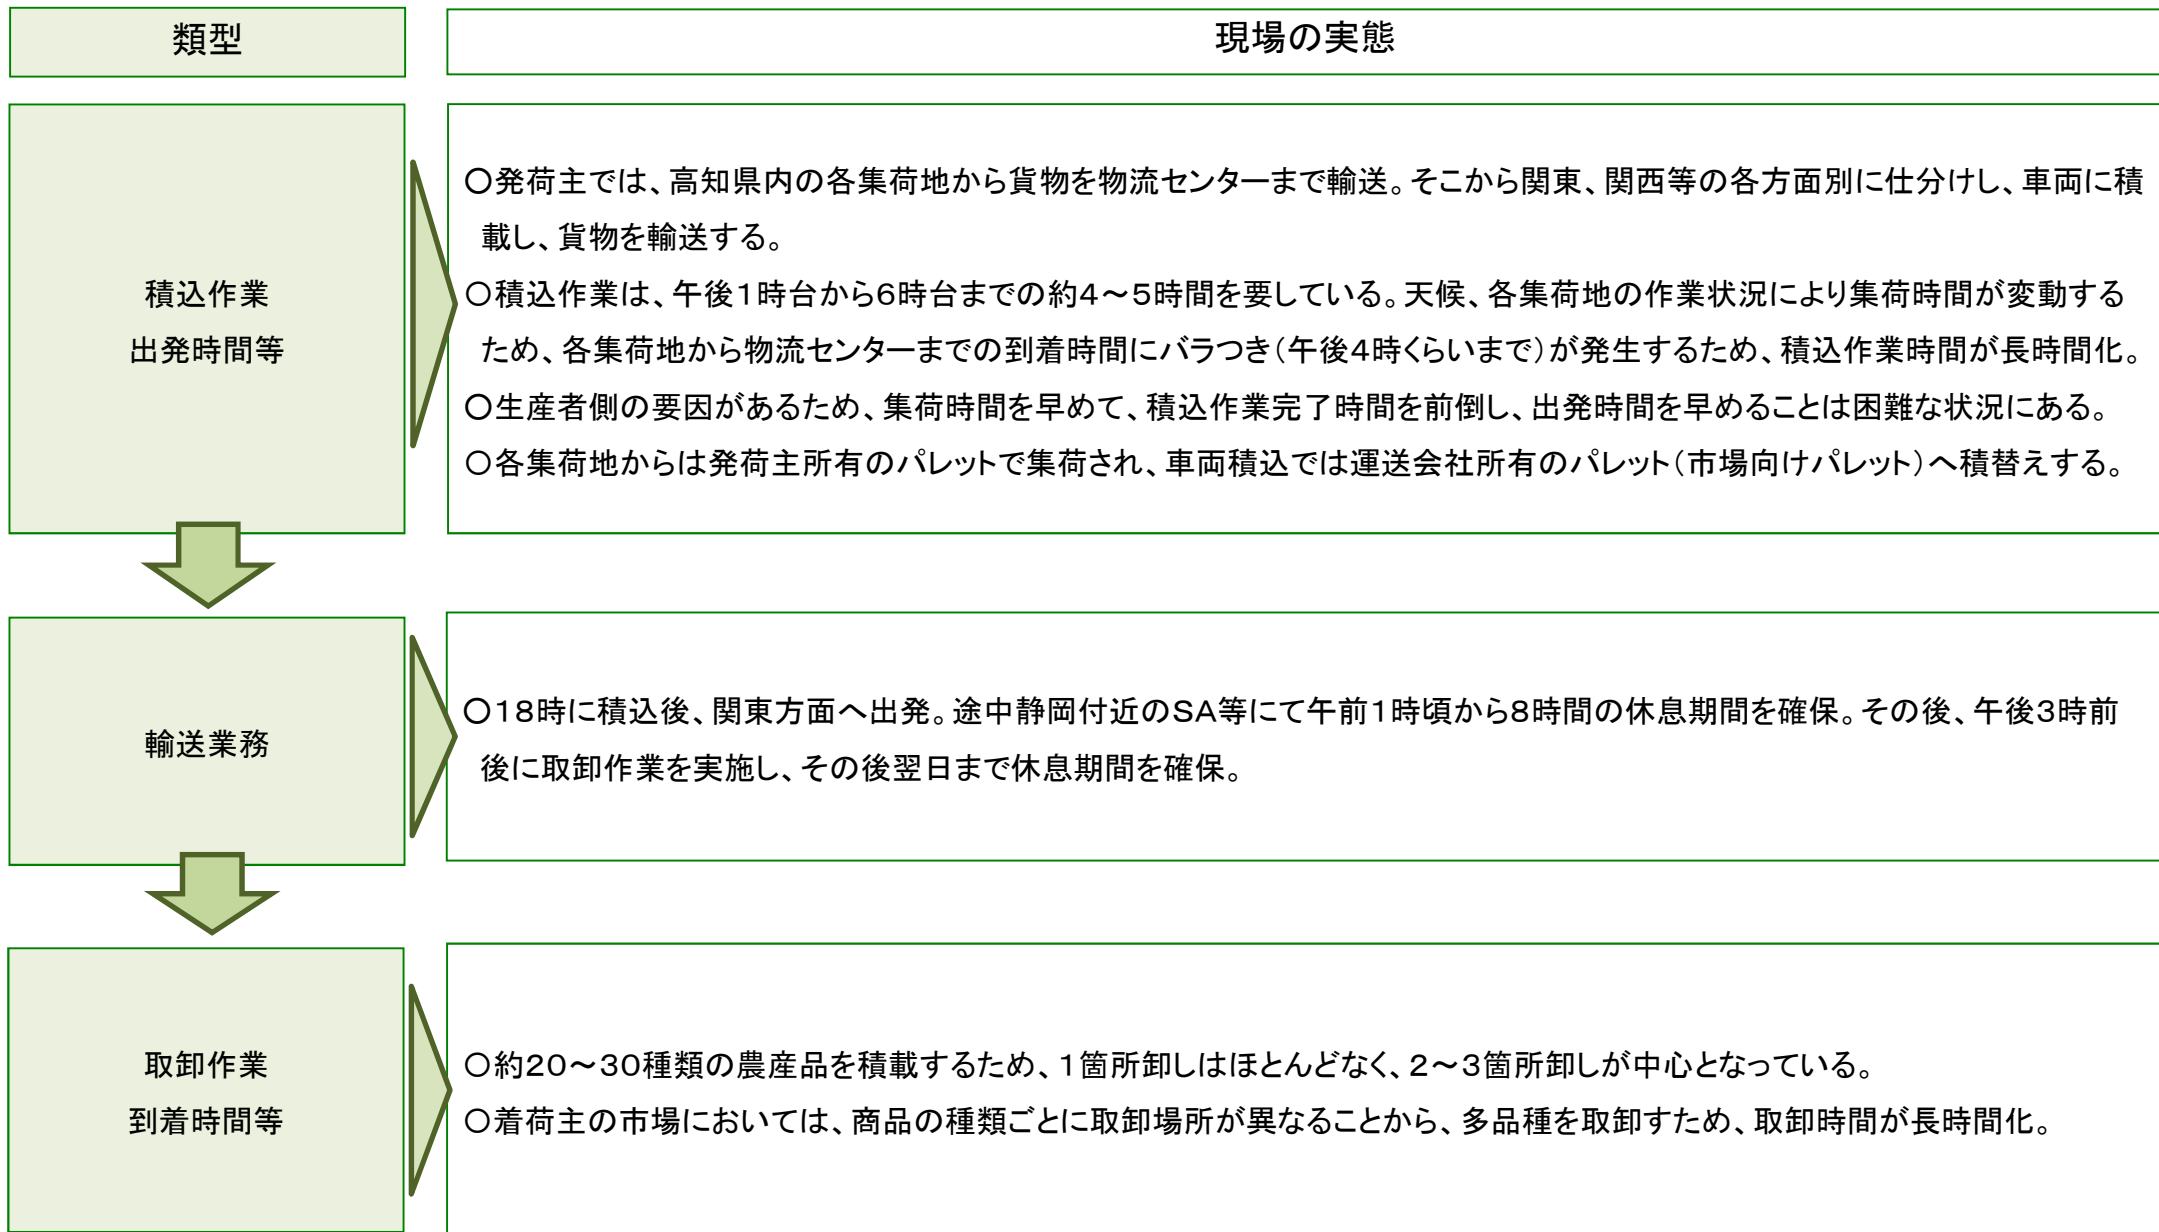 類型
現場の実態
積込作業
出発時間等
〇発荷主では、高知県内の各集荷地から貨物を物流センターまで輸送。そこから関東、関西等の各方面別に仕分けし、車両に積
載し、貨物を輸送する。
〇積込作業は、午後１時台から６時台までの約４～５時間を要している。天候、各集荷地の作業状況により集荷時間が変動する
ため、各集荷地から物流センターまでの到着時間にバラつき（午後４時くらいまで）が発生するため、積込作業時間が長時間化。
〇生産者側の要因があるため、集荷時間を早めて、積込作業完了時間を前倒し、出発時間を早めることは困難な状況にある。
〇各集荷地からは発荷主所有のパレットで集荷され、車両積込では運送会社所有のパレット（市場向けパレット）へ積替えする。
輸送業務
〇１８時に積込後、関東方面へ出発。途中静岡付近のＳＡ等にて午前１時頃から８時間の休息期間を確保。その後、午後３時前
後に取卸作業を実施し、その後翌日まで休息期間を確保。
取卸作業
到着時間等
〇約２０～３０種類の農産品を積載するため、１箇所卸しはほとんどなく、２～３箇所卸しが中心となっている。
〇着荷主の市場においては、商品の種類ごとに取卸場所が異なることから、多品種を取卸すため、取卸時間が長時間化。